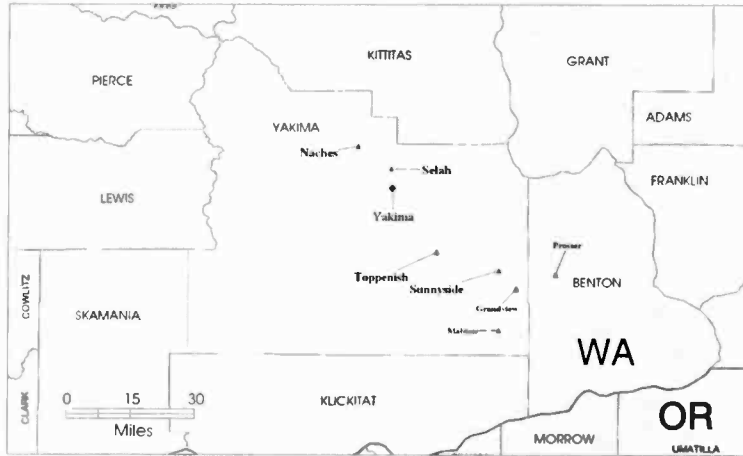 KITTITAS
GRANT
PIERCE
ADAMS
YAKIMA
Naches
Selah
FRANKLIN
LEWIS
Yakima
Prosser
Toppenish
Sunnyside
BENTON
COWLITZ
SKAMANIA
Grandview
Mabton
WA
0 15 30
Miles
CLARK
KLICKITAT
OR
MORROW
UMATILLA